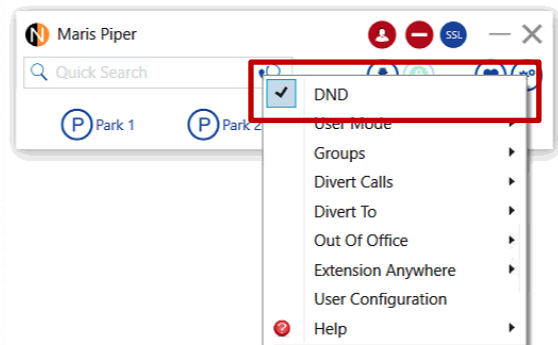 N Maris Piper SSL
Quick Search
P Park 1 P Park 2
DND
User Mode
Groups
Divert Calls
Divert To
Out Of Office
Extension Anywhere
User Configuration
? Help